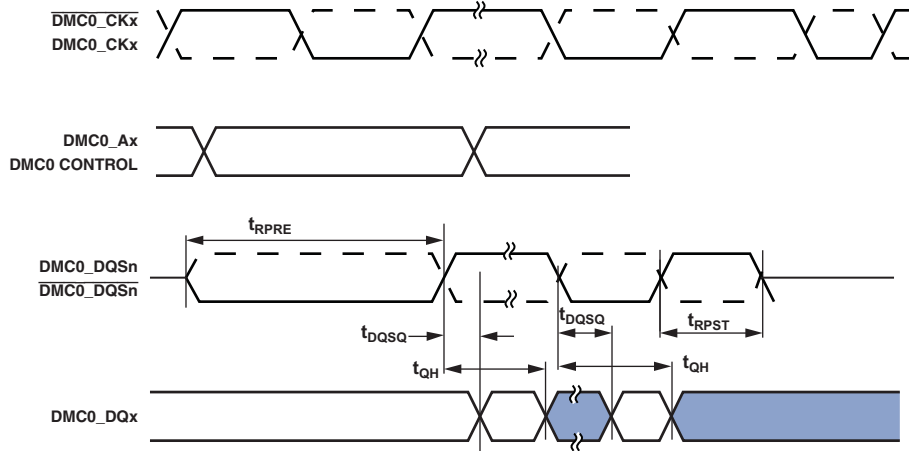 DMC0_CKx
DMC0_CKx
DMC0_Ax
DMC0 CONTROL
tRPRE
DMC0_DQSn
DMC0_DQSn
tDQSQ
tDQSQ
tRPST
tQH
tQH
DMC0_DQx